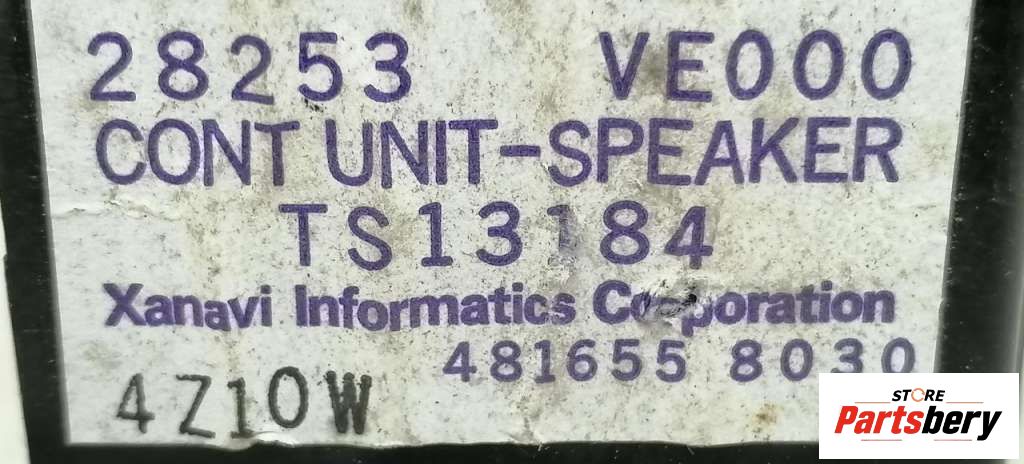 28253 VE000
CONT UNIT-SPEAKER
TS13184
Xanavi Informatics Corporation
481655 8030
4Z10W
STORE
Partsbery